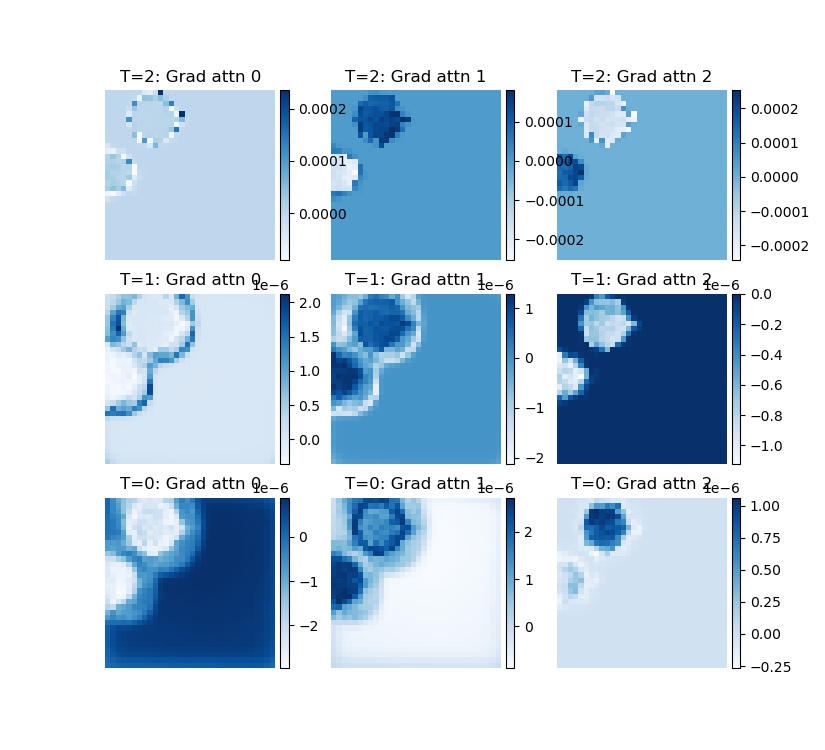 T=2: Grad attn 0
T=2: Grad attn 1
T=2: Grad attn 2
0.0002
0.0001
0.0000
0.0001
0.0000
−0.0001
−0.0002
0.0002
0.0001
0.0000
−0.0001
−0.0002
T=1: Grad attn 0
1e−6
T=1: Grad attn 1
1e−6
T=1: Grad attn 2
1e−6
2.0
1.5
1.0
0.5
0.0
1
0
−1
−2
0.0
−0.2
−0.4
−0.6
−0.8
−1.0
T=0: Grad attn 0
1e−6
T=0: Grad attn 1
1e−6
T=0: Grad attn 2
1e−6
0
−1
−2
2
1
0
1.00
0.75
0.50
0.25
0.00
−0.25